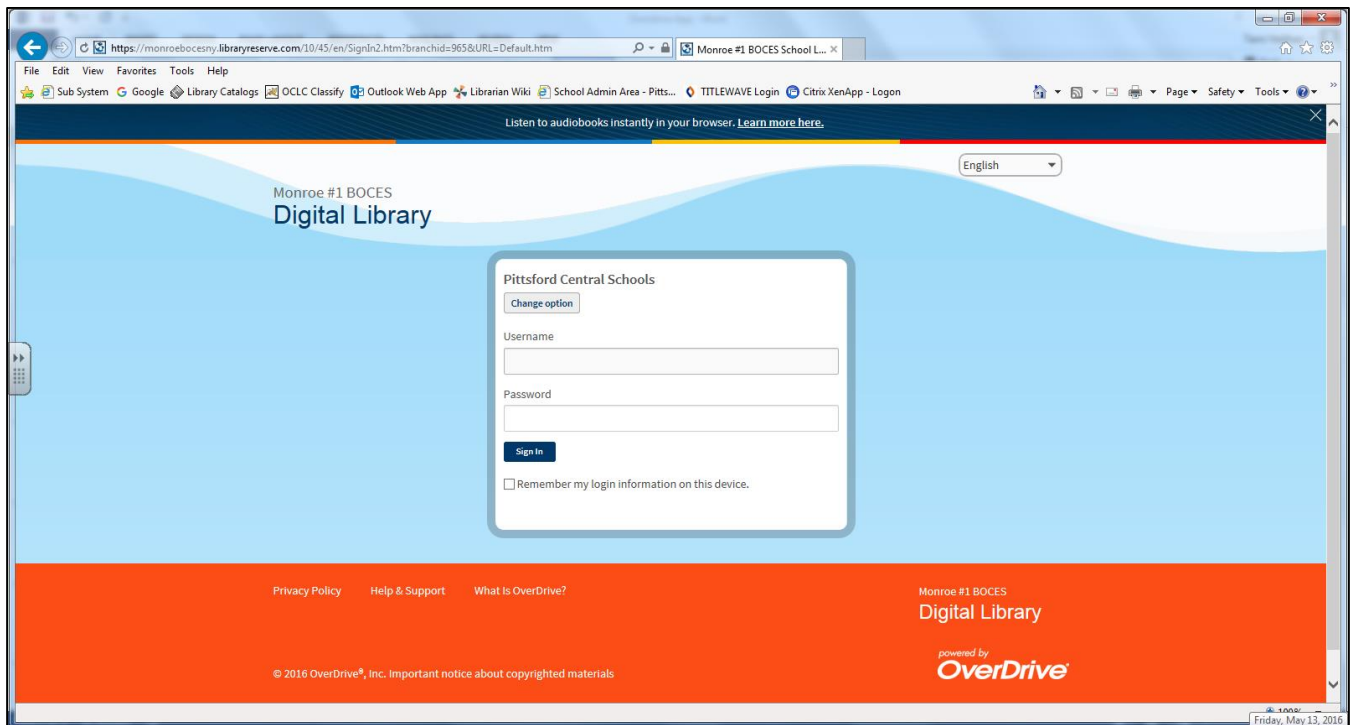 https://monroebocesny.libraryreserve.com/10/45/en/SignIn2.htm?branchid=965&URL=Default.htm
Monroe #1 BOCES School L...
File Edit View Favorites Tools Help
Sub System Google Library Catalogs OCLC Classify Outlook Web App Librarian Wiki School Admin Area - Pitts... TITLEWAVE Login Citrix XenApp - Logon Page Safety Tools
Listen to audiobooks instantly in your browser. Learn more here.
English
Monroe #1 BOCES
Digital Library
Pittsford Central Schools
Change option
Username
Password
Sign In
Remember my login information on this device.
Privacy Policy Help & Support What Is OverDrive?
Monroe #1 BOCES
Digital Library
powered by
OverDrive
© 2016 OverDrive®, Inc. Important notice about copyrighted materials
Friday, May 13, 2016